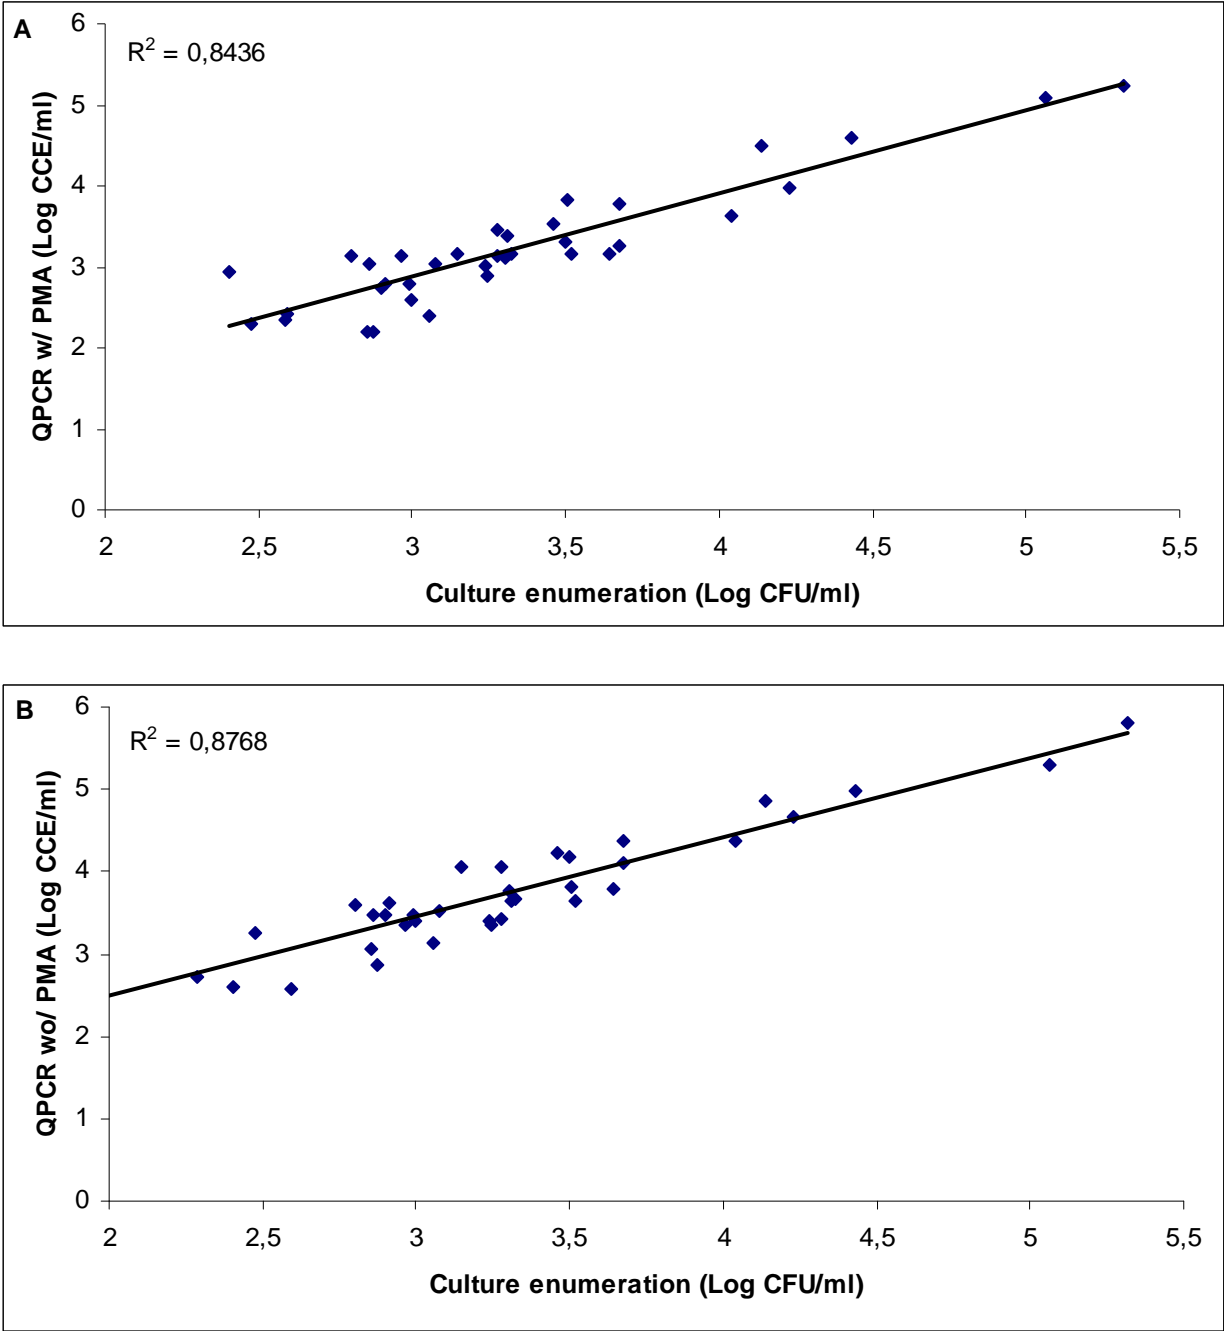 A
R² = 0,8436
QPCR w/ PMA (Log CCE/ml)
6
5
4
3
2
1
0
2 2,5 3 3,5 4 4,5 5 5,5
Culture enumeration (Log CFU/ml)
B
R² = 0,8768
QPCR wo/ PMA (Log CCE/ml)
6
5
4
3
2
1
0
2 2,5 3 3,5 4 4,5 5 5,5
Culture enumeration (Log CFU/ml)